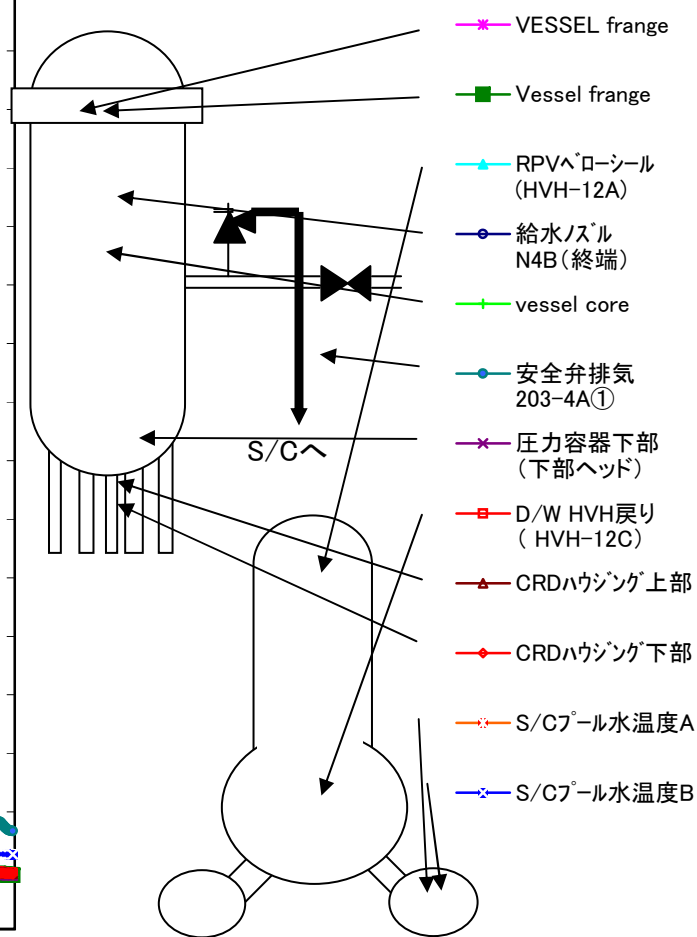 VESSEL frange
Vessel frange
RPVベローシール
(HVH-12A)
給水ノズル
N4B(終端)
vessel core
安全弁排気
203-4A①
圧力容器下部
(下部ヘッド)
D/W HVH戻り
( HVH-12C)
CRDハウジング上部
CRDハウジング下部
S/Cプール水温度A
S/Cプール水温度B
S/Cへ